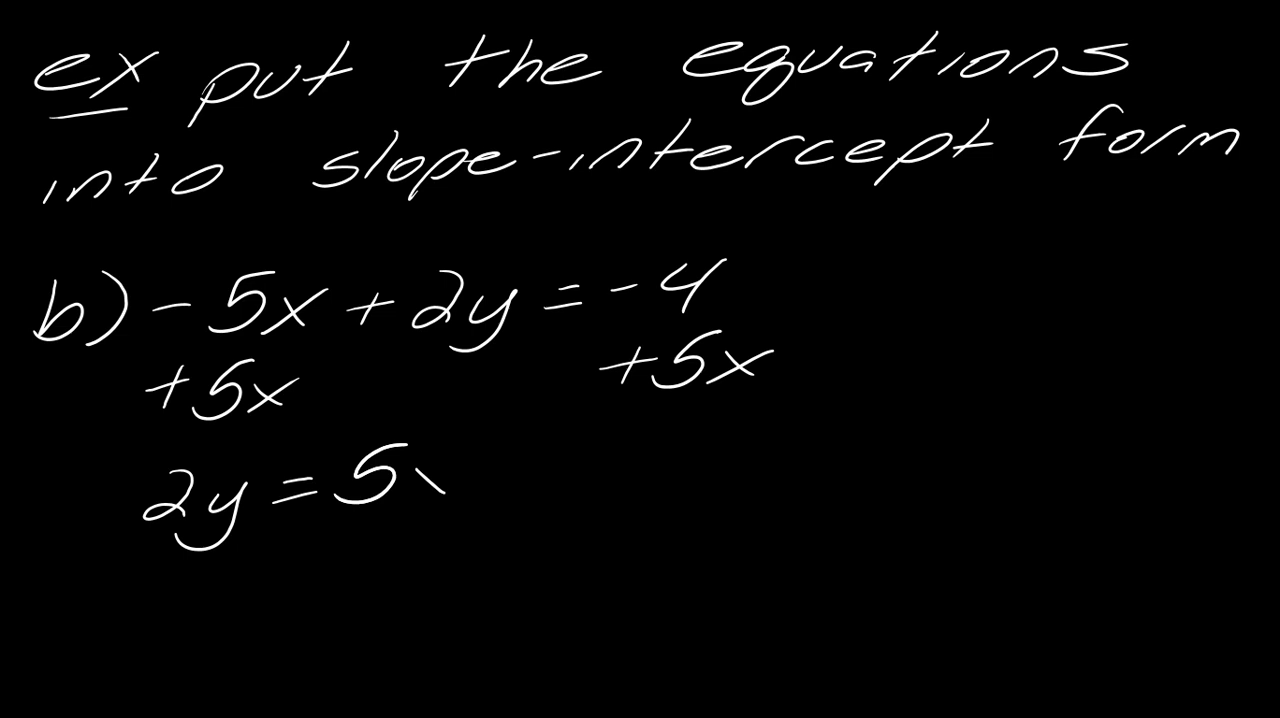 ex put the equations
into slope-intercept form
b) -5x + 2y = -4
+5x +5x
2y = 5